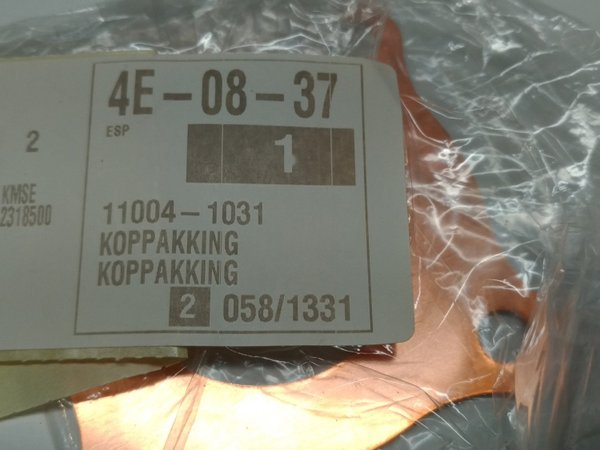 4E-08-37
ESP
1
2
KMSE
2318500
11004-1031
KOPPAKKING
KOPPAKKING
2 058/1331